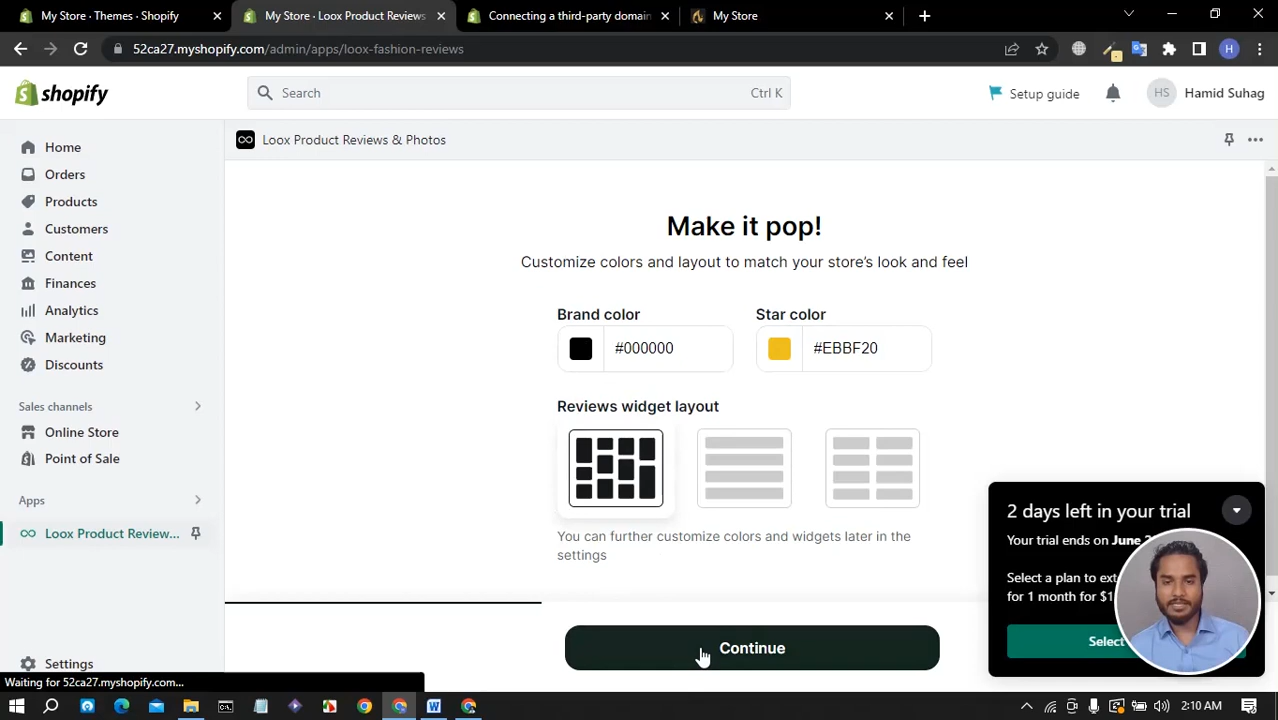 My Store · Themes · Shopify
My Store · Loox Product Reviews
Connecting a third-party domain
My Store
52ca27.myshopify.com/admin/apps/loox-fashion-reviews
H
shopify
Search
Ctrl K
Setup guide
HS
Hamid Suhag
Home
Orders
Products
Customers
Content
Finances
Analytics
Marketing
Discounts
Sales channels
Online Store
Point of Sale
Apps
Loox Product Review...
Settings
Loox Product Reviews & Photos
Make it pop!
Customize colors and layout to match your store's look and feel
Brand color
Star color
#000000
#EBBF20
Reviews widget layout
You can further customize colors and widgets later in the
settings
Continue
2 days left in your trial
Your trial ends on June
Select a plan to ext
for 1 month for $1
Select
Waiting for 52ca27.myshopify.com...
2:10 AM